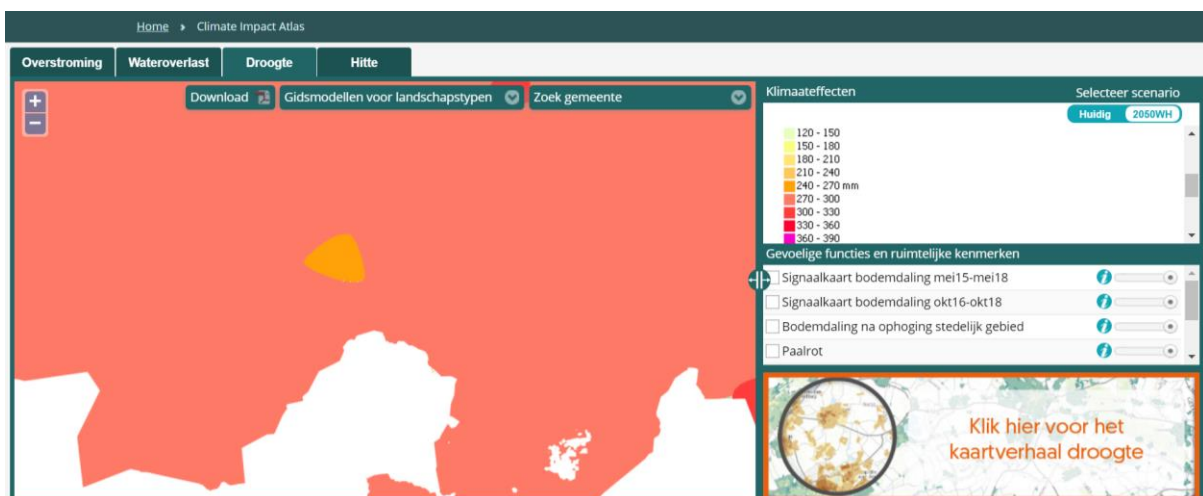 Home › Climate Impact Atlas
Overstroming Wateroverlast Droogte Hitte
Download Gidsmodellen voor landschapstypen Zoek gemeente
Klimaateffecten Selecteer scenario
Huidig 2050WH
120 - 150
150 - 180
180 - 210
210 - 240
240 - 270 mm
270 - 300
300 - 330
330 - 360
360 - 390
Gevoelige functies en ruimtelijke kenmerken
Signaalkaart bodemdaling mei15-mei18
Signaalkaart bodemdaling okt16-okt18
Bodemdaling na ophoging stedelijk gebied
Paalrot
Klik hier voor het
kaartverhaal droogte